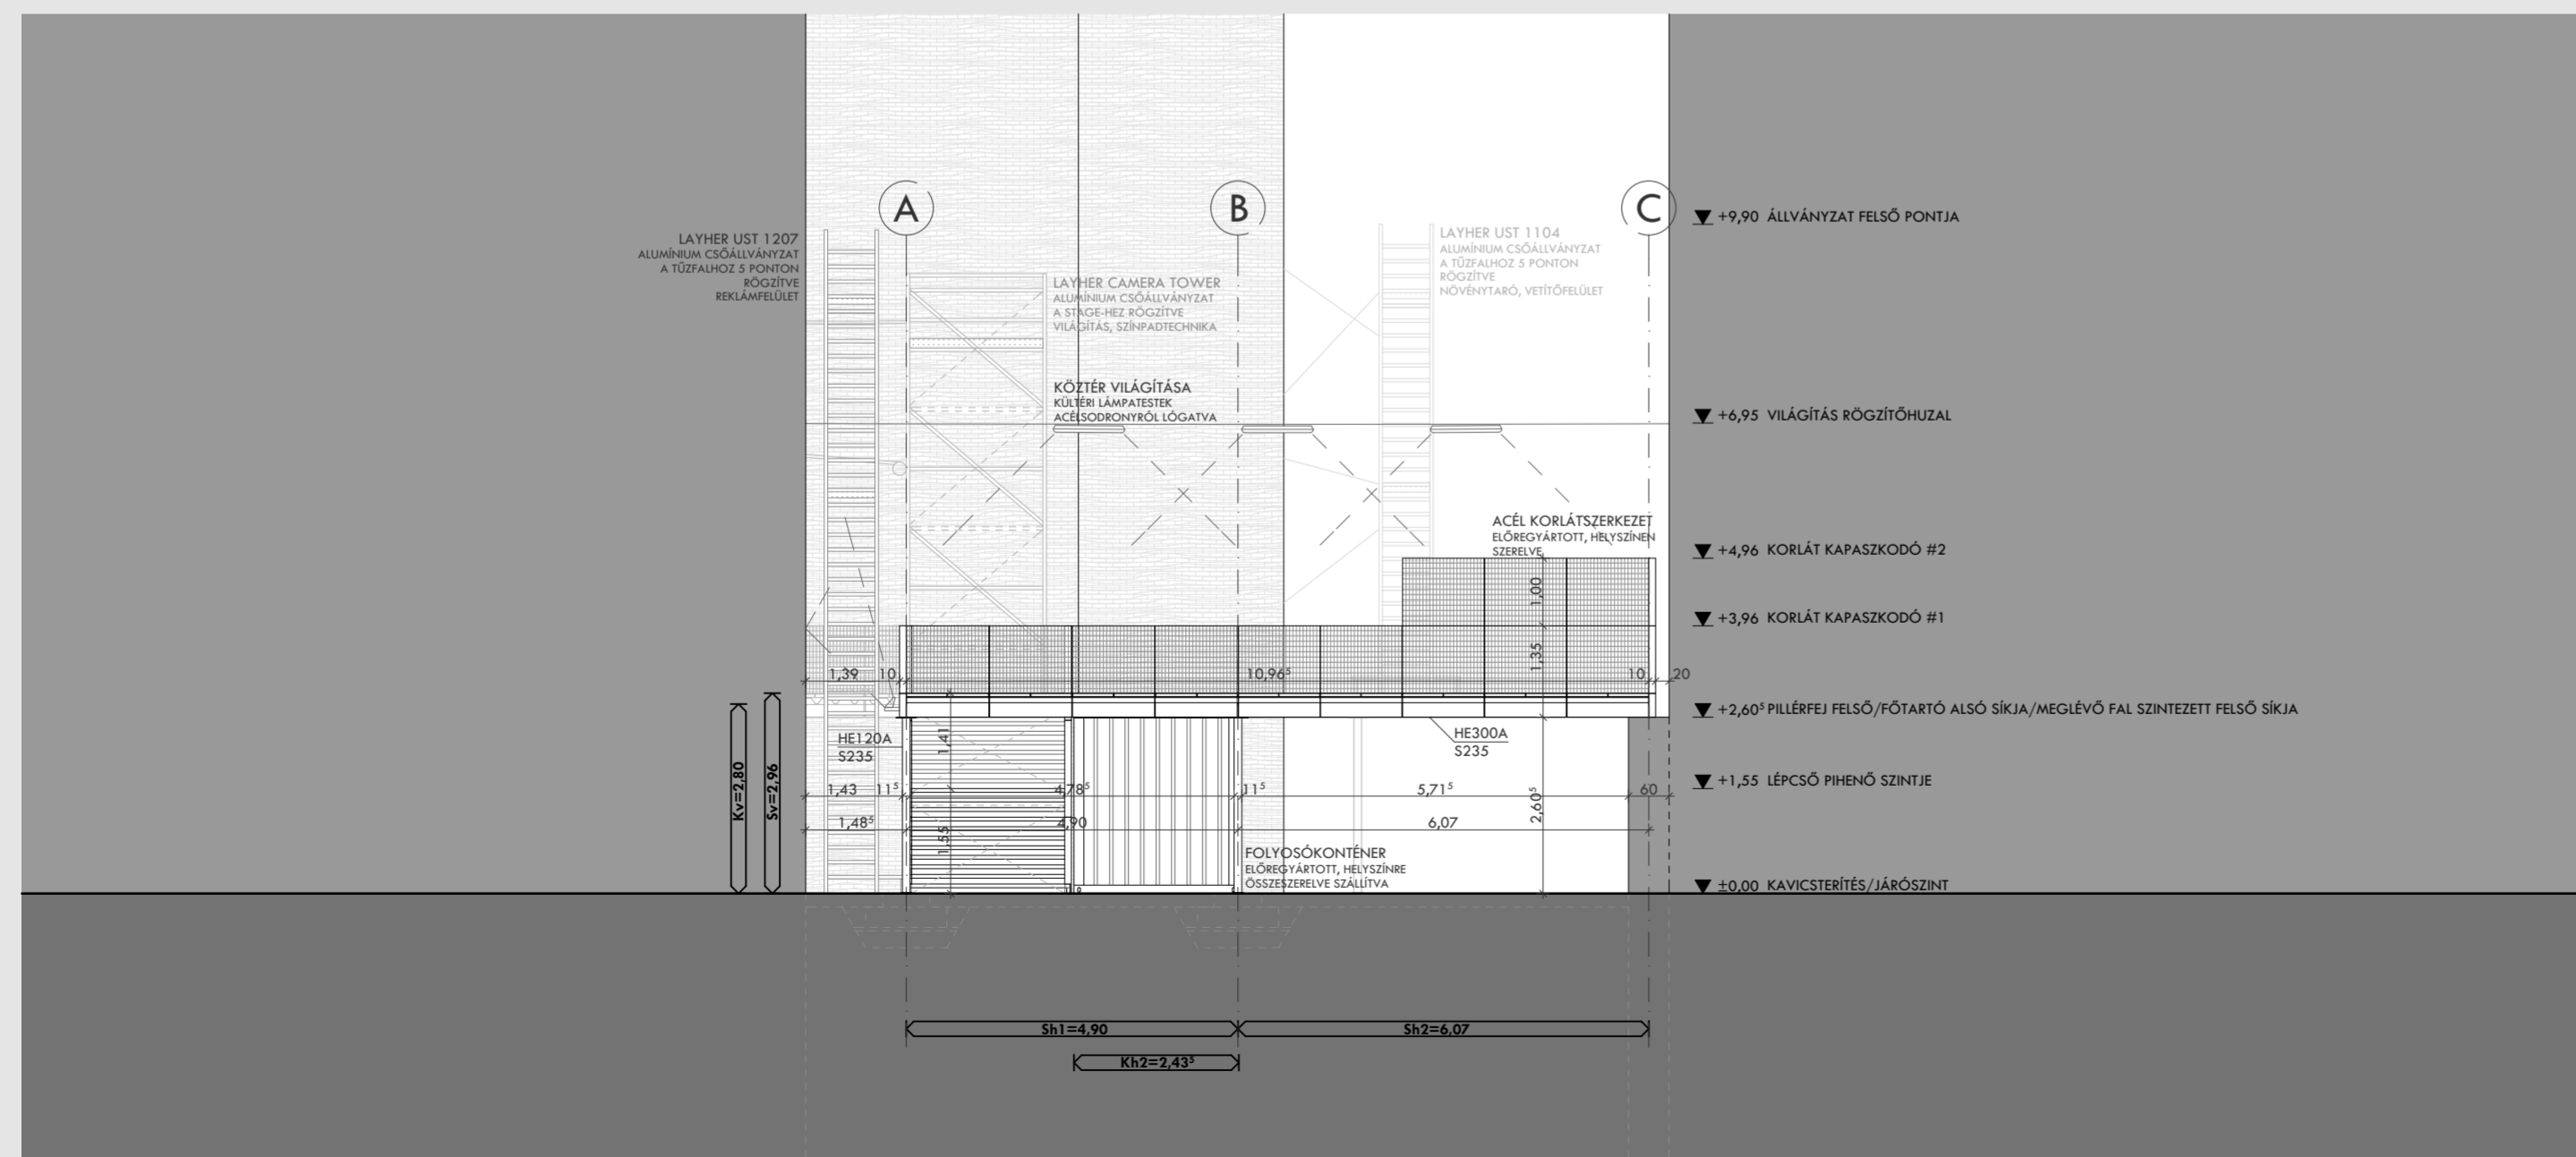 A
B
C
LAYHER UST 1207
ALUMÍNIUM CSŐÁLLVÁNYZAT
A TŰZFALHOZ 5 PONTON
RÖGZÍTVE
REKLÁMFELÜLET
LAYHER CAMERA TOWER
ALUMÍNIUM CSŐÁLLVÁNYZAT
A STAGE-HEZ RÖGZÍTVE
VILÁGÍTÁS, SZÍNPADTECHNIKA
LAYHER UST 1104
ALUMÍNIUM CSŐÁLLVÁNYZAT
A TŰZFALHOZ 5 PONTON
RÖGZÍTVE
NÖVÉNYTARÓ, VETÍTŐFELÜLET
KÖZTÉR VILÁGÍTÁSA
KÜLTÉRI LÁMPATESTEK
ACÉLSODRONYRÓL LÓGATVA
ACÉL KORLÁTSZERKEZET
ELŐREGYÁRTOTT, HELYSZÍNEN
SZERELVE
+9,90 ÁLLVÁNYZAT FELSŐ PONTJA
+6,95 VILÁGÍTÁS RÖGZÍTŐHUZAL
+4,96 KORLÁT KAPASZKODÓ #2
+3,96 KORLÁT KAPASZKODÓ #1
+2,60⁵ PILLÉRFEJ FELSŐ/FŐTARTÓ ALSÓ SÍKJA/MEGLÉVŐ FAL SZINTEZETT FELSŐ SÍKJA
+1,55 LÉPCSŐ PIHENŐ SZINTJE
±0,00 KAVICSTERÍTÉS/JÁRÓSZINT
1,00
1,35
1,39 10 10,96⁵ 10 20
HE120A
S235
1,41
HE300A
S235
Kv=2,80
Sv=2,96
1,43 11⁵ 4,78⁵ 11⁵ 5,71⁵ 60
2,60⁵
1,48⁵ 4,90 6,07
1,55
FOLYOSÓKONTÉNER
ELŐREGYÁRTOTT, HELYSZÍNRE
ÖSSZESZERELVE SZÁLLÍTVA
Sh1=4,90
Sh2=6,07
Kh2=2,43⁵